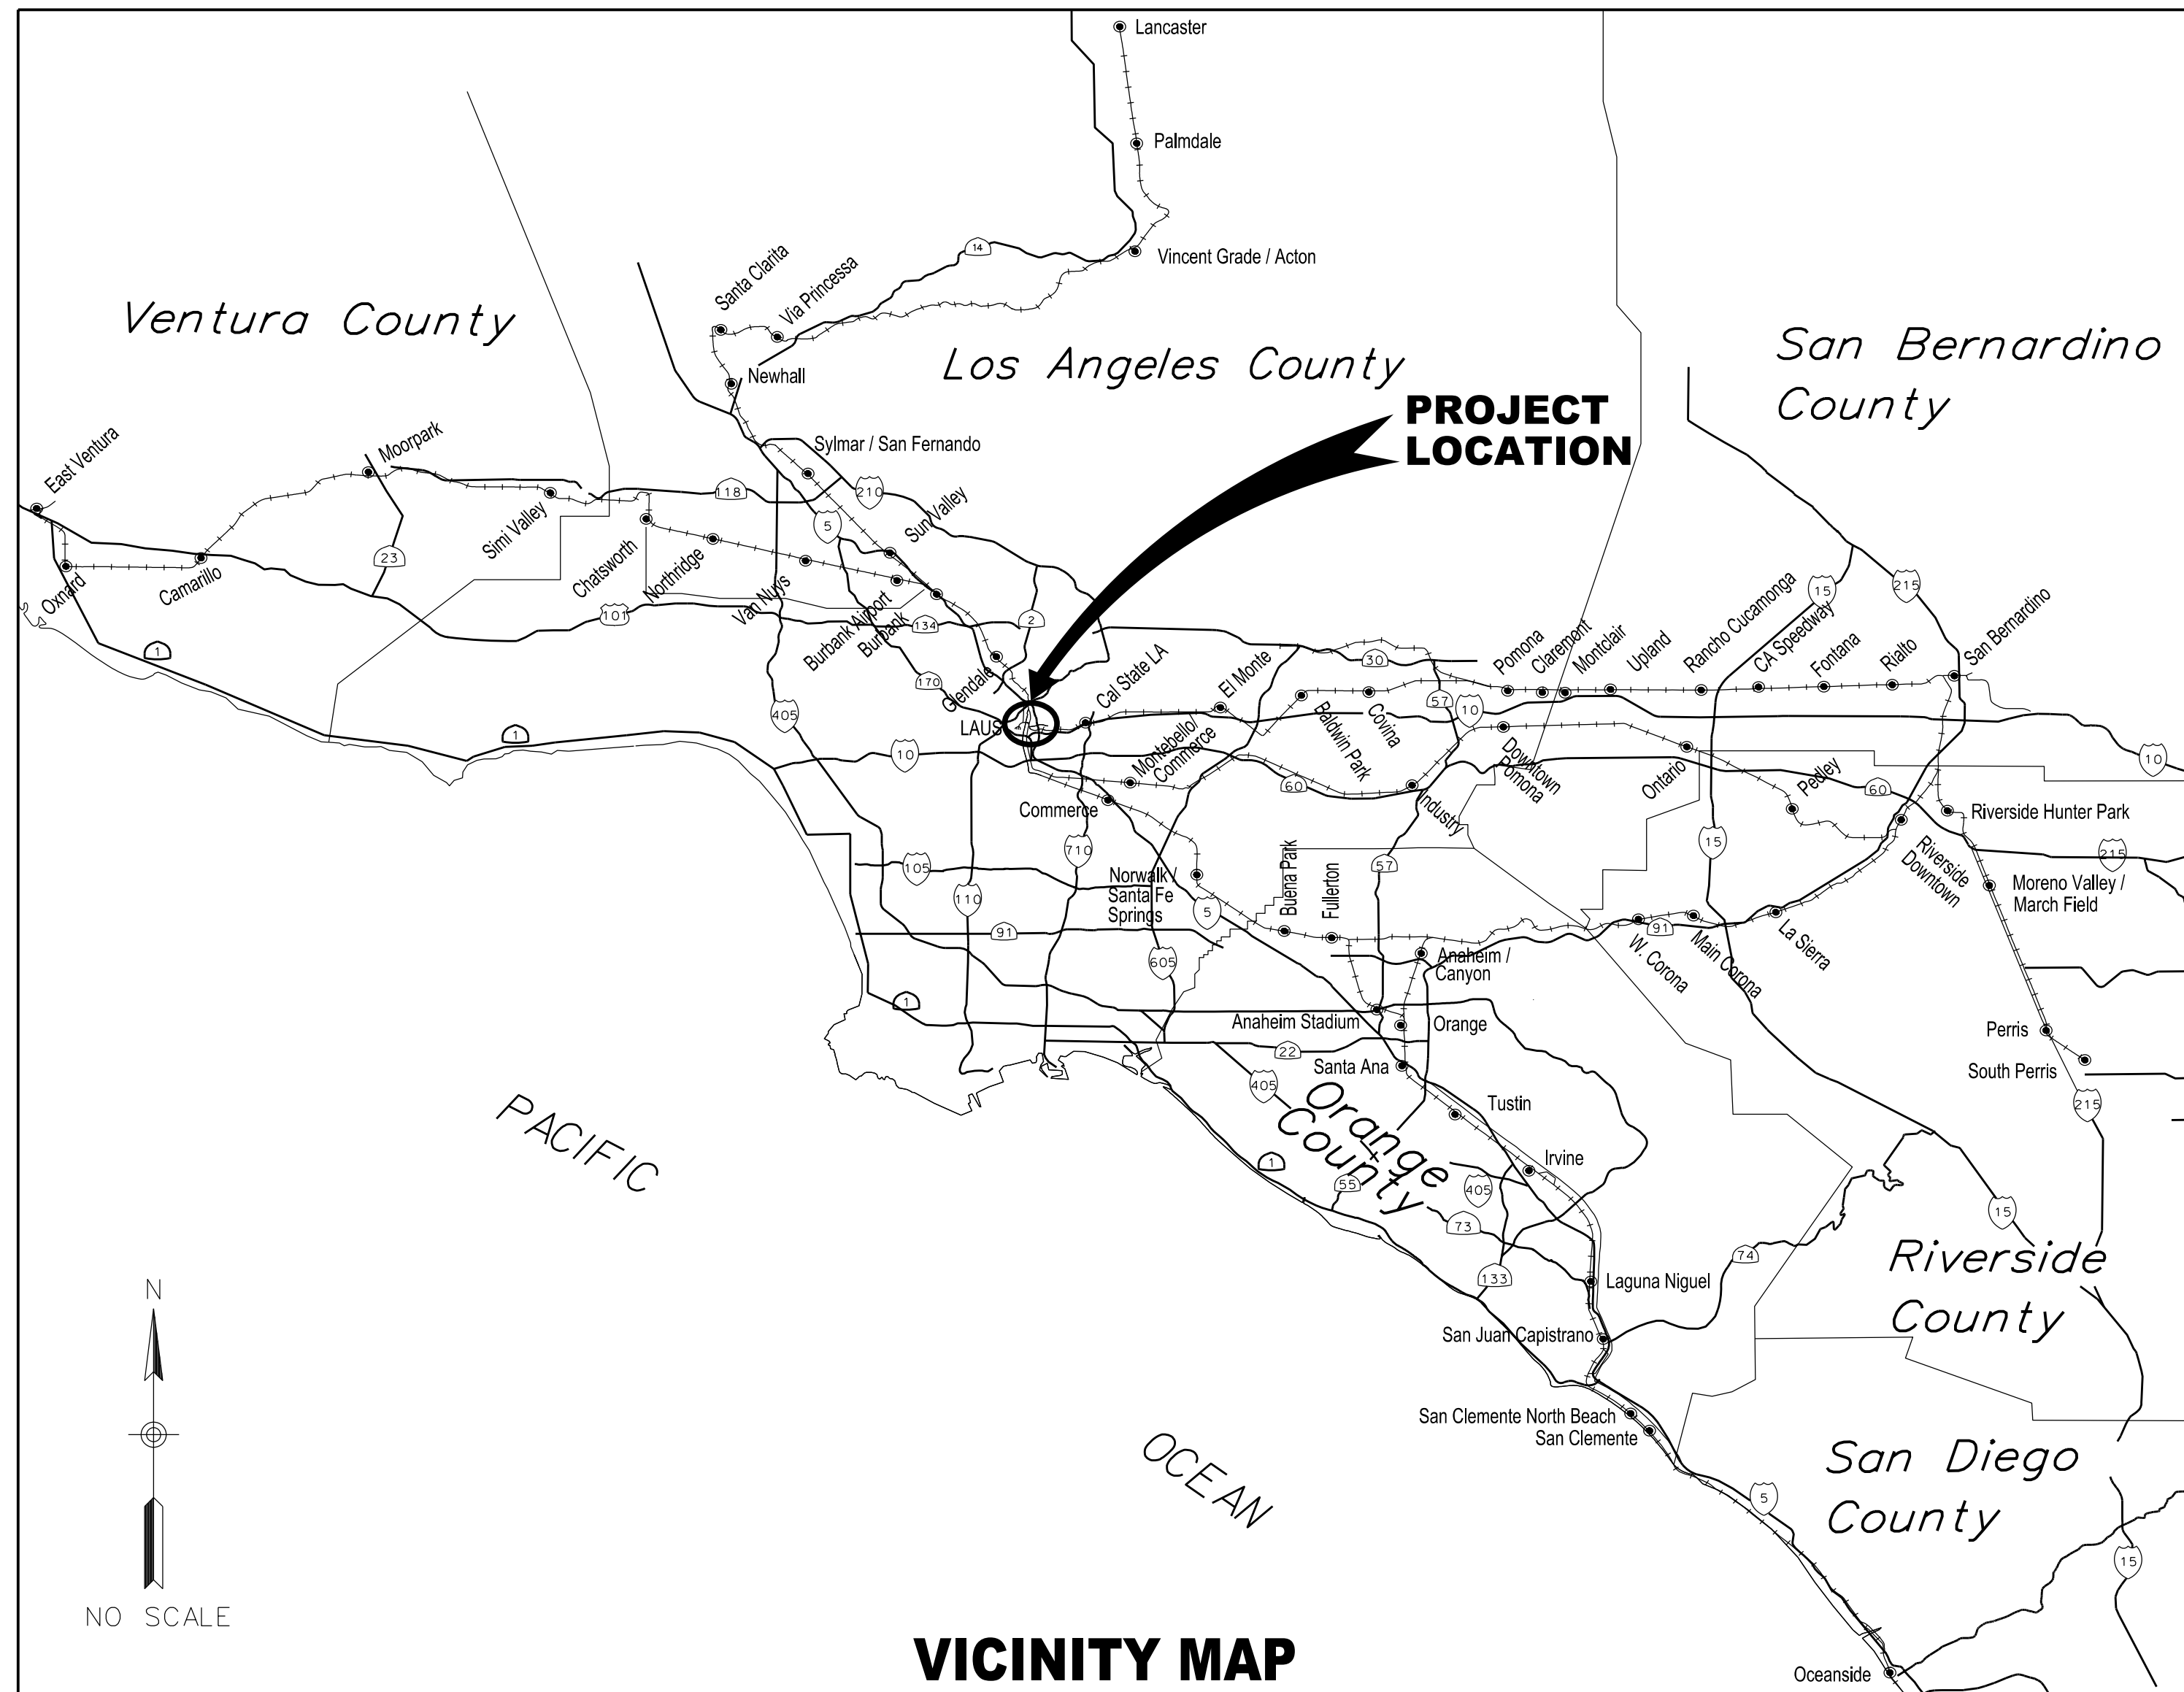 Lancaster
Palmdale
Vincent Grade / Acton
14
Santa Clarita
Via Princessa
Newhall
Ventura County
Los Angeles County
San Bernardino
County
PROJECT
LOCATION
East Ventura
Moorpark
Sylmar / San Fernando
118
210
5
Sun Valley
Simi Valley
23
Oxnard
Camarillo
Chatsworth
Northridge
Van Nuys
Burbank Airport
Burbank
101
134
2
1
170
Glendale
405
LAUS
Cal State LA
El Monte
30
57
10
Pomona
Claremont
Montclair
Upland
Rancho Cucamonga
CA Speedway
Fontana
Rialto
San Bernardino
15
215
1
10
Montebello/
Commerce
Baldwin Park
Covina
Downtown
Pomona
Ontario
Pedley
60
10
Commerce
60
Industry
Riverside Hunter Park
105
710
57
15
Riverside
Downtown
215
Moreno Valley /
March Field
110
Norwalk /
Santa Fe
Springs
5
Buena Park
Fullerton
91
605
Anaheim /
Canyon
91
W. Corona
Main Corona
La Sierra
1
Anaheim Stadium
Orange
22
Santa Ana
405
Perris
South Perris
215
Orange
County
Tustin
Irvine
1
55
405
73
133
Laguna Niguel
74
15
Riverside
County
San Juan Capistrano
San Clemente North Beach
San Clemente
San Diego
County
5
15
Oceanside
PACIFIC
OCEAN
N
NO SCALE
VICINITY MAP